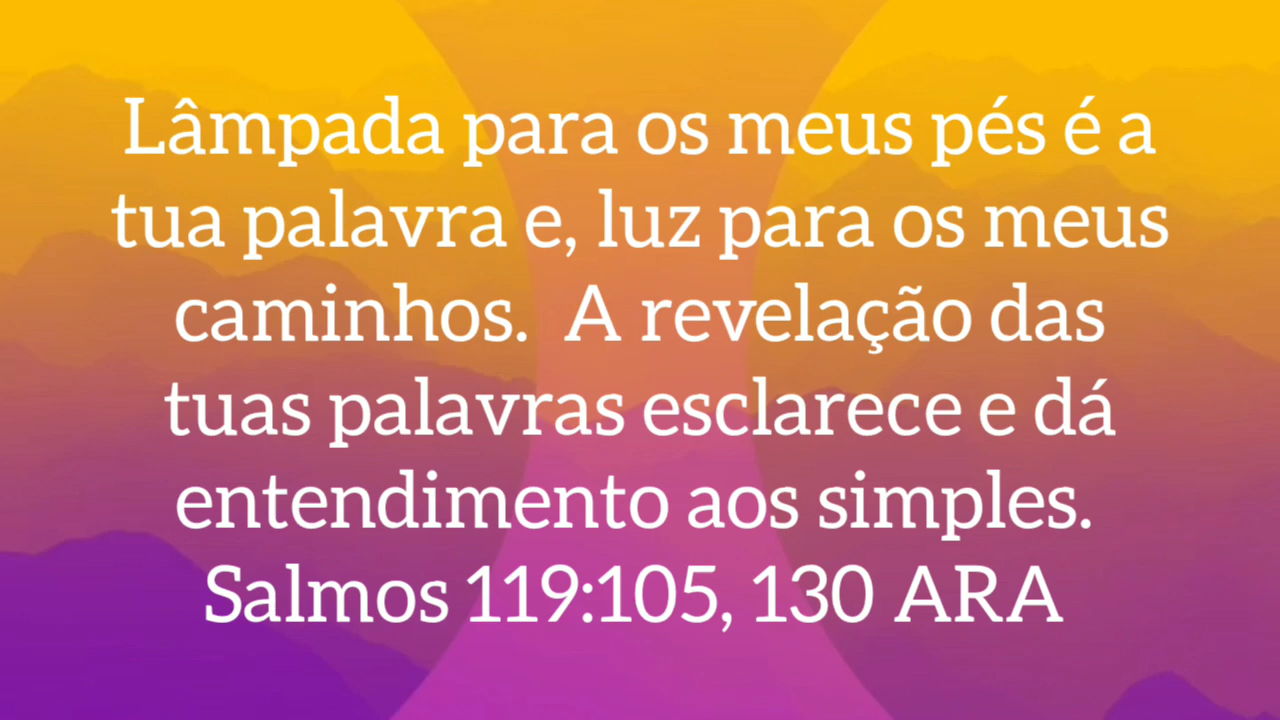 Lâmpada para os meus pés é a
tua palavra e, luz para os meus
caminhos.  A revelação das
tuas palavras esclarece e dá
entendimento aos simples.
Salmos 119:105, 130 ARA